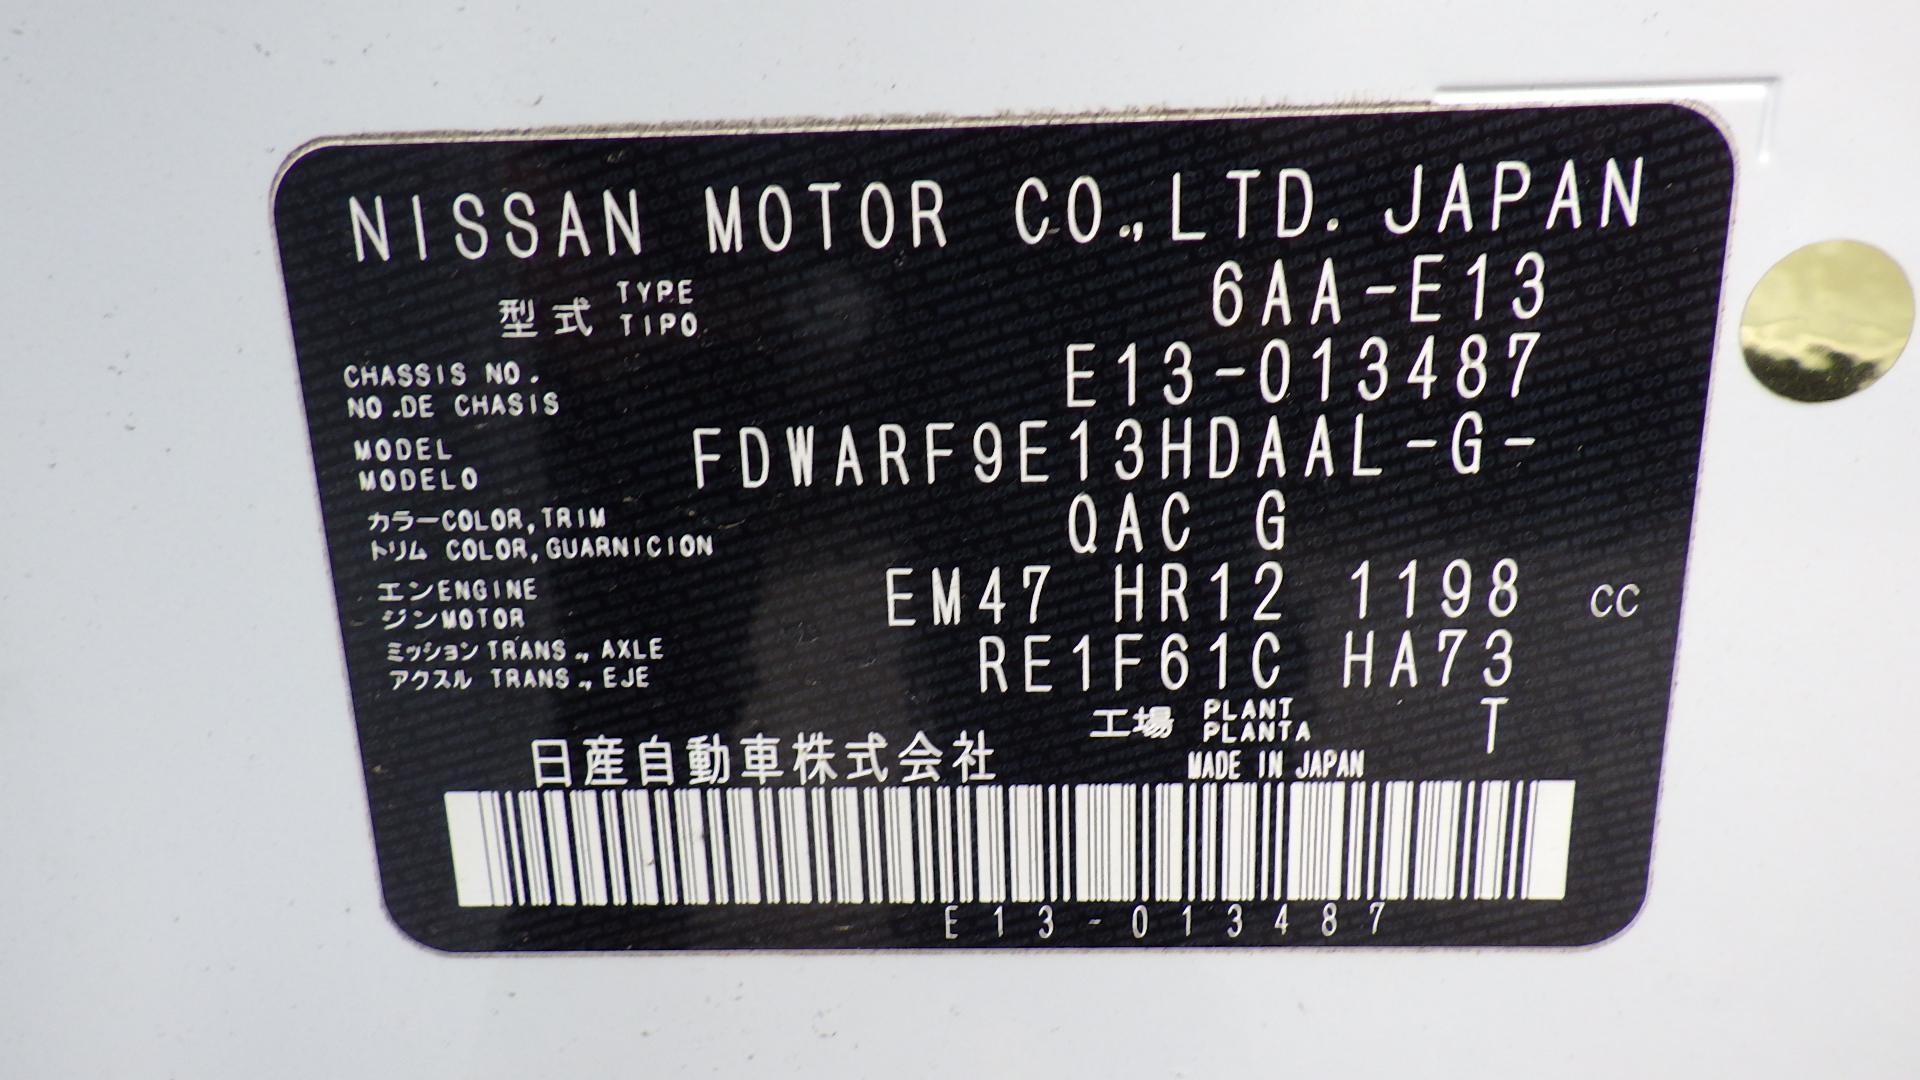 NISSAN MOTOR CO.,LTD. JAPAN
型式 TYPE TIPO 6AA-E13
CHASSIS NO. NO.DE CHASIS E13-013487
MODEL MODELO FDWARF9E13HDAAL-G-
カラー COLOR,TRIM QAC G
トリム COLOR,GUARNICION
エン ENGINE EM47 HR12 1198 CC
ジン MOTOR
ミッション TRANS., AXLE RE1F61C HA73
アクスル TRANS., EJE
工場 PLANT PLANTA T
日産自動車株式会社 MADE IN JAPAN
E13-013487